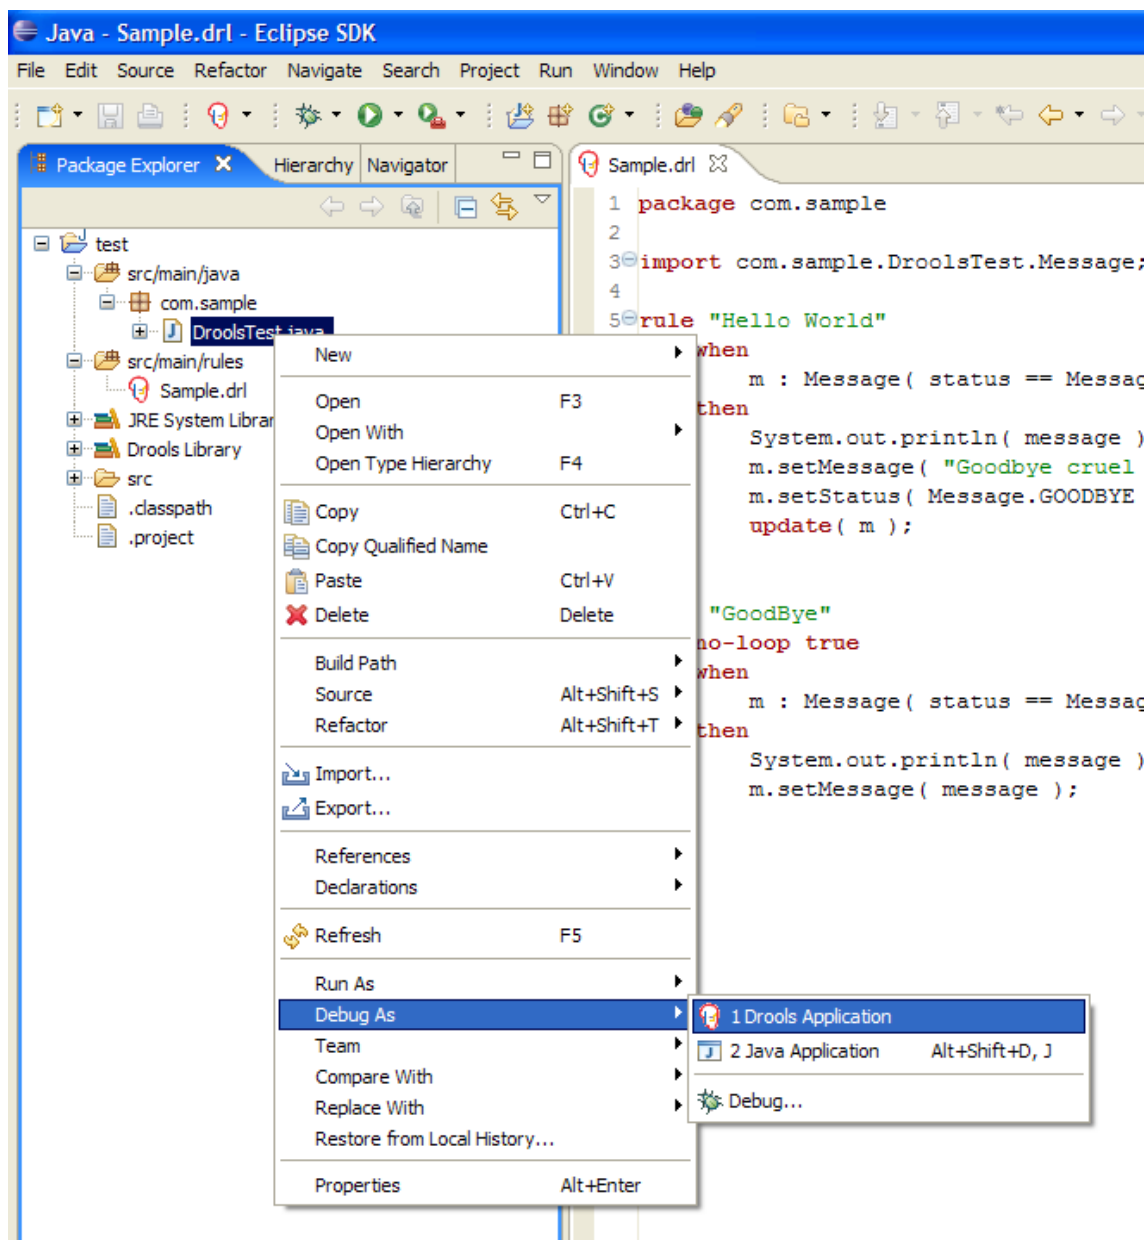 Java - Sample.drl - Eclipse SDK
File Edit Source Refactor Navigate Search Project Run Window Help
Package Explorer Hierarchy Navigator
Sample.drl
test
src/main/java
com.sample
DroolsTest.java
src/main/rules
Sample.drl
JRE System Librar
Drools Library
src
.classpath
.project
1 package com.sample
2
3 import com.sample.DroolsTest.Message;
4
5 rule "Hello World"
when
m : Message( status == Messag
then
System.out.println( message )
m.setMessage( "Goodbye cruel
m.setStatus( Message.GOODBYE
update( m );
"GoodBye"
no-loop true
when
m : Message( status == Messag
then
System.out.println( message )
m.setMessage( message );
New
Open F3
Open With
Open Type Hierarchy F4
Copy Ctrl+C
Copy Qualified Name
Paste Ctrl+V
Delete Delete
Build Path
Source Alt+Shift+S
Refactor Alt+Shift+T
Import...
Export...
References
Declarations
Refresh F5
Run As
Debug As
Team
Compare With
Replace With
Restore from Local History...
Properties Alt+Enter
1 Drools Application
2 Java Application Alt+Shift+D, J
Debug...